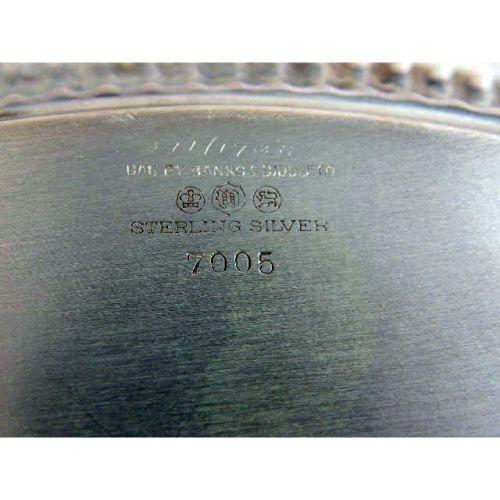 BAILEY BANKS & BIDDLE CO
STERLING SILVER
7005